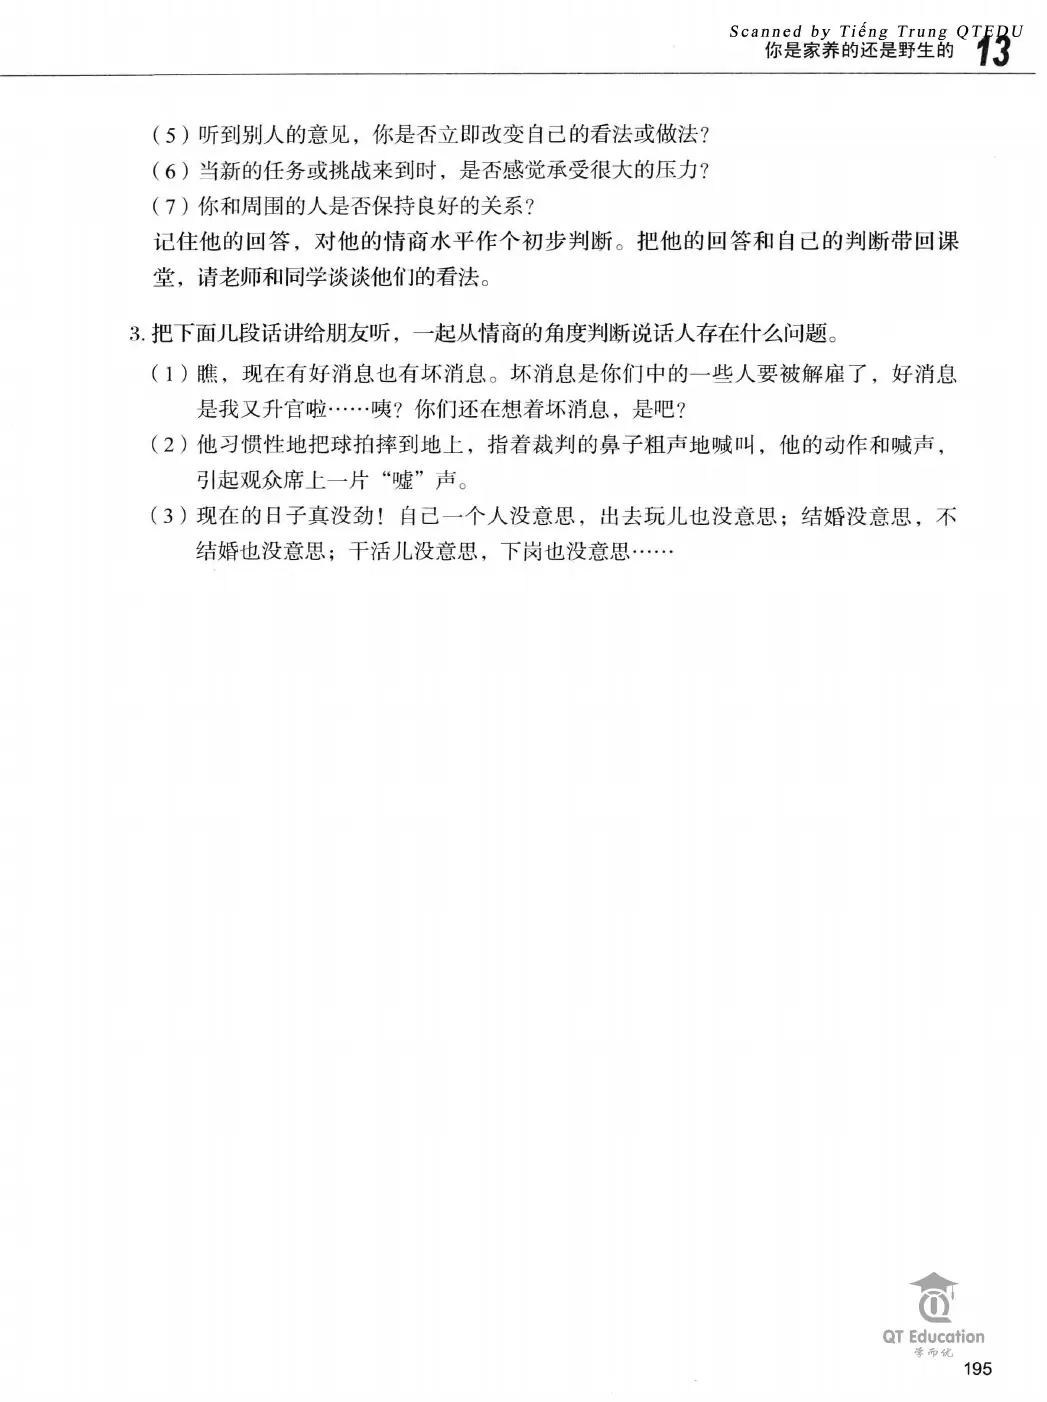 Scanned by Tiếng Trung QTEDU
你是家养的还是野生的 13
（5）听到别人的意见，你是否立即改变自己的看法或做法？
（6）当新的任务或挑战来到时，是否感觉承受很大的压力？
（7）你和周围的人是否保持良好的关系？
记住他的回答，对他的情商水平作个初步判断。把他的回答和自己的判断带回课
堂，请老师和同学谈谈他们的看法。
3. 把下面几段话讲给朋友听，一起从情商的角度判断说话人存在什么问题。
（1）瞧，现在有好消息也有坏消息。坏消息是你们中的一些人要被解雇了，好消息
是我又升官啦……咦？你们还在想着坏消息，是吧？
（2）他习惯性地把球拍摔到地上，指着裁判的鼻子粗声地喊叫，他的动作和喊声，
引起观众席上一片“嘘”声。
（3）现在的日子真没劲！自己一个人没意思，出去玩儿也没意思；结婚没意思，不
结婚也没意思；干活儿没意思，下岗也没意思……
QT Education
学而优
195